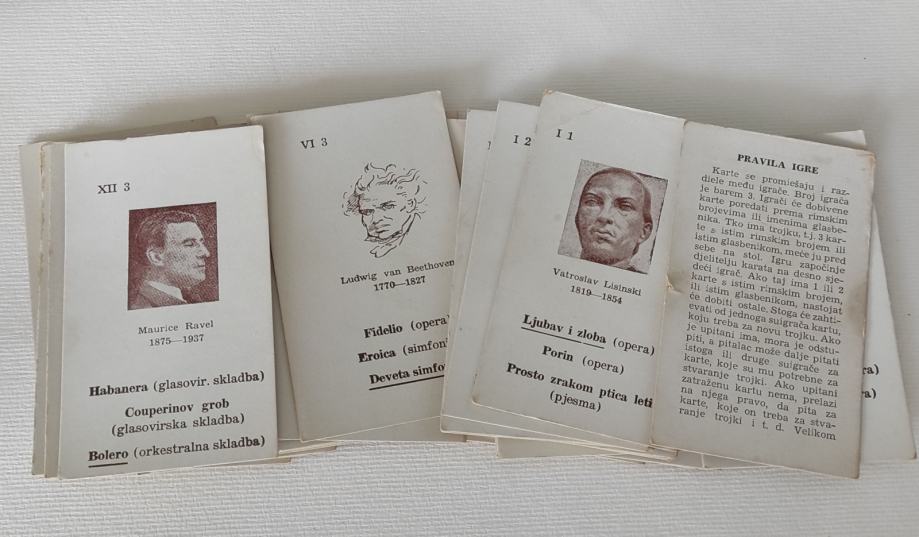 XII 3
Maurice Ravel
1875—1937
Habanera (glasovir. skladba)
Couperinov grob
(glasovirska skladba)
Bolero (orkestralna skladba)
VI 3
Ludwig van Beethoven
1770—1827
Fidelio (opera
Eroica (simfoni
Deveta simfo
I 2
I 1
Vatroslav Lisinski
1819—1854
Ljubav i zloba (opera)
Porin (opera)
Prosto zrakom ptica leti
(pjesma)
PRAVILA IGRE
Karte se promiešaju i raz-
diele među igrače. Broj igrača
je barem 3. Igrači će dobivene
karte poredati prema rimskim
brojevima ili imenima glasbe-
nika. Tko ima trojku, t.j. 3 kar-
te s istim rimskim brojem ili
istim glasbenikom, meće ju pred
sebe na stol. Igru započinje
djelitelju karata na desno sje-
deći igrač. Ako taj ima 1 ili 2
karte s istim rimskim brojem,
ili istim glasbenikom, nastojat
će dobiti ostale. Stoga će zahti-
evati od jednoga suigrača kartu,
koju treba za novu trojku. Ako
je upitani ima, mora je odstu-
piti, a pitalac može dalje pitati
istoga ili druge suigrače za
karte, koje su mu potrebne za
stvaranje trojki. Ako upitani
zatraženu kartu nema, prelazi
na njega pravo, da pita za
karte, koje on treba za stva-
ranje trojki i t. d. Velikom
ra)
ra)